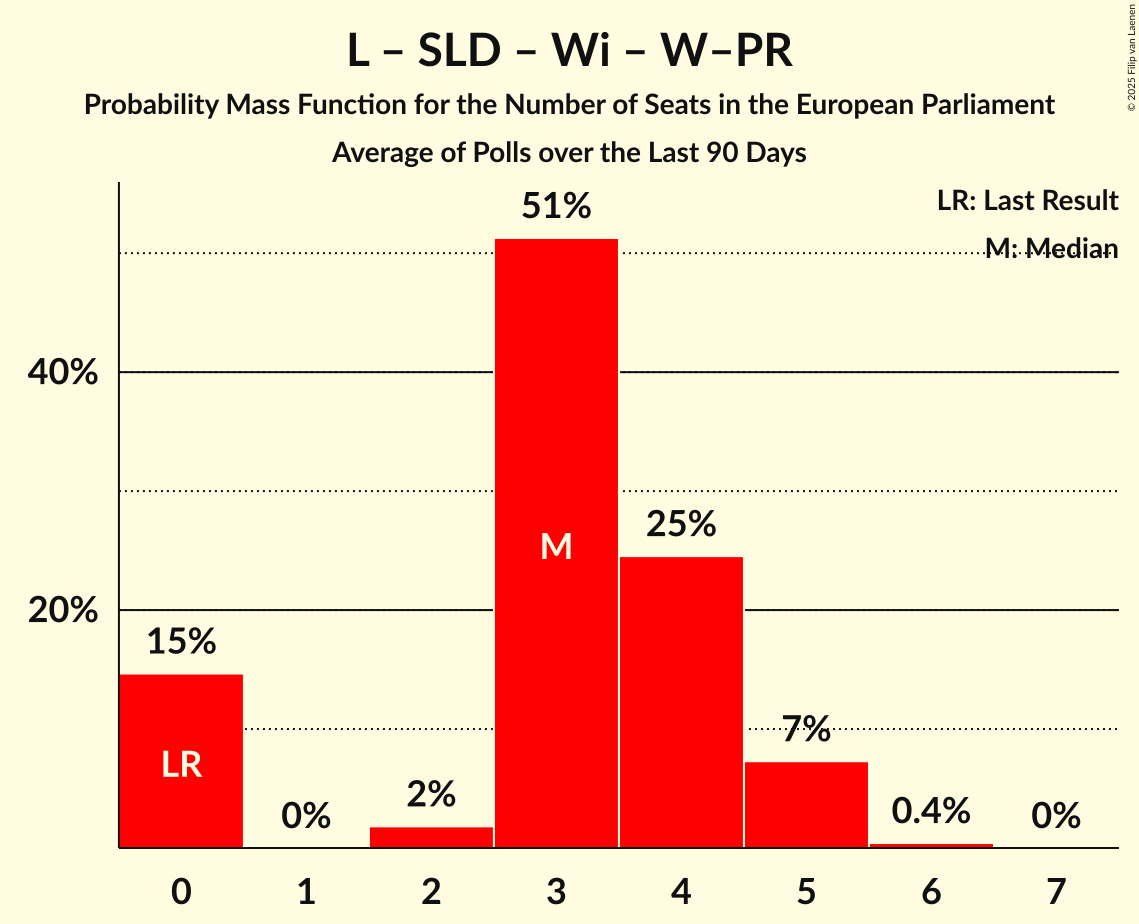 L – SLD – Wi – W–PR
Probability Mass Function for the Number of Seats in the European Parliament
Average of Polls over the Last 90 Days
© 2025 Filip van Laenen
LR: Last Result
M: Median
51%
40%
25%
M
20%
15%
7%
LR
2%
0.4%
0%
0%
0 1 2 3 4 5 6 7